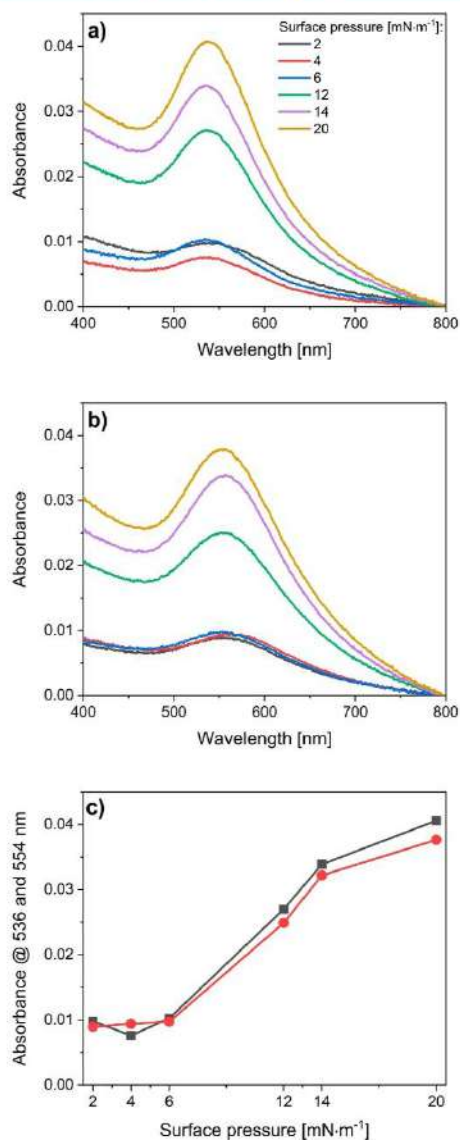 a)
Surface pressure [mN·m⁻¹]:
2
4
6
12
14
20
0.04
0.03
0.02
0.01
0.00
Absorbance
400 500 600 700 800
Wavelength [nm]
b)
0.04
0.03
0.02
0.01
0.00
Absorbance
400 500 600 700 800
Wavelength [nm]
c)
0.04
0.03
0.02
0.01
0.00
Absorbance @ 536 and 554 nm
2 4 6 12 14 20
Surface pressure [mN·m⁻¹]